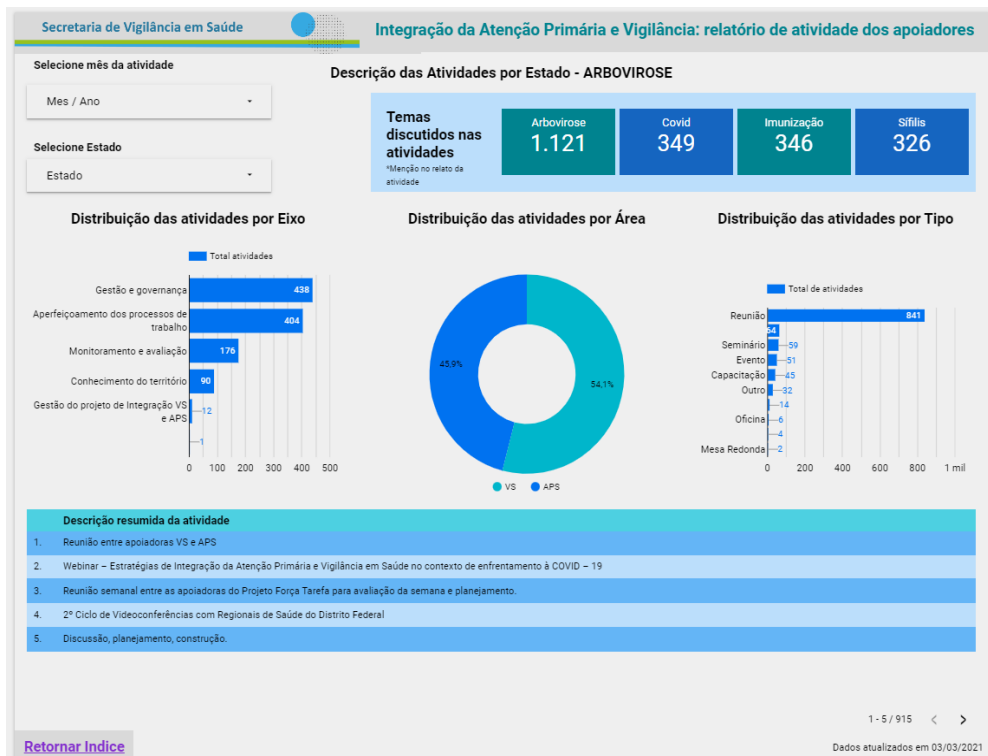 Secretaria de Vigilância em Saúde
Integração da Atenção Primária e Vigilância: relatório de atividade dos apoiadores
Selecione mês da atividade
Mes / Ano
Selecione Estado
Estado
Descrição das Atividades por Estado - ARBOVIROSE
Temas
discutidos nas
atividades
*Menção no relato da
atividade
Arbovirose
1.121
Covid
349
Imunização
346
Sífilis
326
Distribuição das atividades por Eixo
Total atividades
Gestão e governança
438
Aperfeiçoamento dos processos de
trabalho
404
Monitoramento e avaliação
176
Conhecimento do território
90
Gestão do projeto de Integração VS
e APS
12
1
0 100 200 300 400 500
Distribuição das atividades por Área
45,9%
54,1%
VS
APS
Distribuição das atividades por Tipo
Total de atividades
Reunião
841
64
Seminário
59
Evento
51
Capacitação
45
Outro
32
14
Oficina
6
4
Mesa Redonda
2
0 200 400 600 800 1 mil
Descrição resumida da atividade
1. Reunião entre apoiadoras VS e APS
2. Webinar – Estratégias de Integração da Atenção Primária e Vigilância em Saúde no contexto de enfrentamento à COVID – 19
3. Reunião semanal entre as apoiadoras do Projeto Força Tarefa para avaliação da semana e planejamento.
4. 2º Ciclo de Videoconferências com Regionais de Saúde do Distrito Federal
5. Discussão, planejamento, construção.
1 - 5 / 915
Retornar Indice
Dados atualizados em 03/03/2021